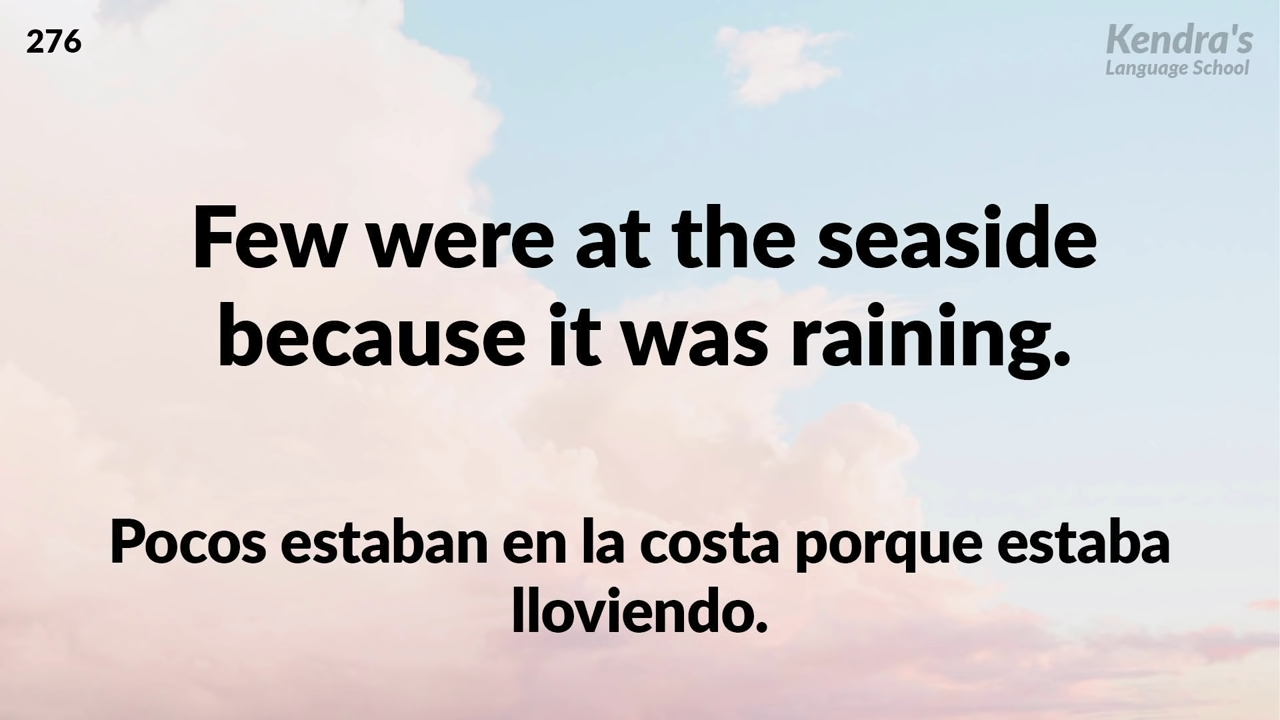 276
Kendra's
Language School
Few were at the seaside
because it was raining.
Pocos estaban en la costa porque estaba
lloviendo.